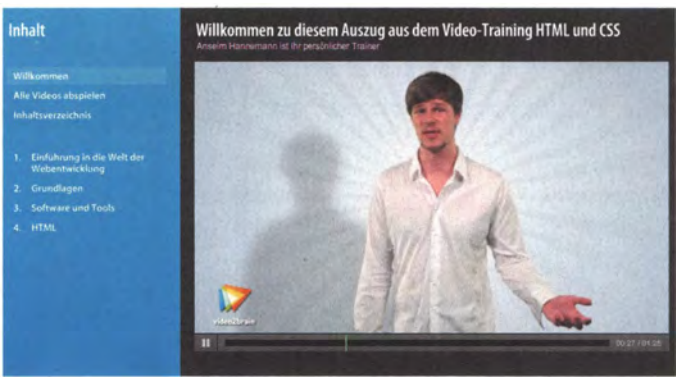 Inhalt
Willkommen
Alle Videos abspielen
Inhaltsverzeichnis
1. Einführung in die Welt der
Webentwicklung
2. Grundlagen
3. Software und Tools
4. HTML
Willkommen zu diesem Auszug aus dem Video-Training HTML und CSS
Anselm Hannemann ist Ihr persönlicher Trainer
video2brain
00:27 /